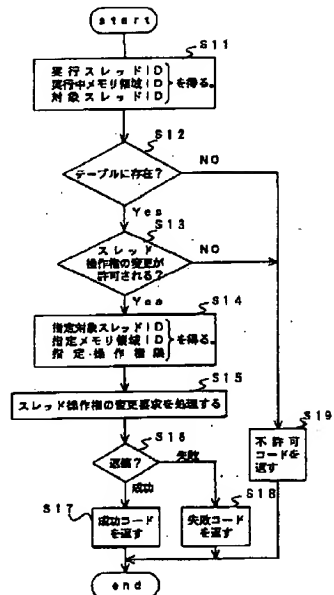 start
S11
実行スレッドID
実行中メモリ領域ID
対象スレッドID
を得る。
S12
テーブルに存在?
NO
Yes
S13
スレッド
操作権の変更が
許可される?
NO
Yes
S14
指定対象スレッドID
指定メモリ領域ID
指定操作権限
を得る。
S15
スレッド操作権の変更要求を処理する
S16
返値?
失敗
成功
S19
不許可
コードを
返す
S17
成功コード
を返す
S18
失敗コード
を返す
end